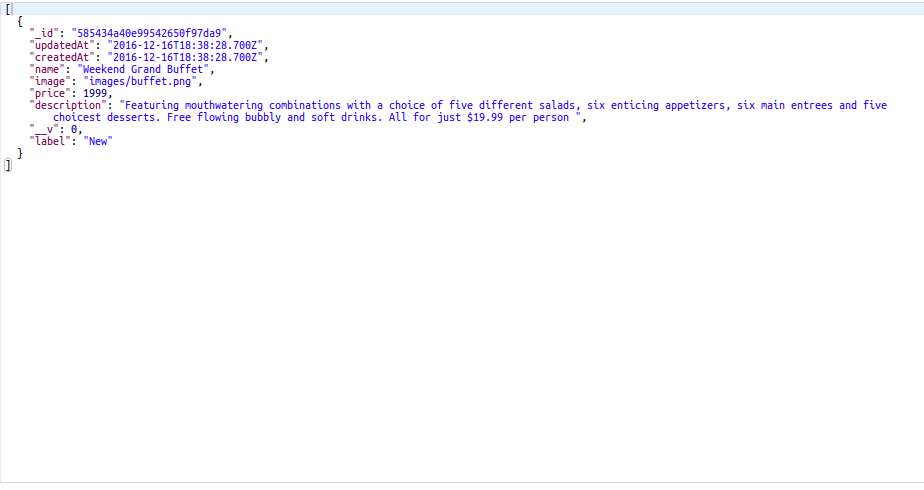 [
  {
    "_id": "585434a40e99542650f97da9",
    "updatedAt": "2016-12-16T18:38:28.700Z",
    "createdAt": "2016-12-16T18:38:28.700Z",
    "name": "Weekend Grand Buffet",
    "image": "images/buffet.png",
    "price": 1999,
    "description": "Featuring mouthwatering combinations with a choice of five different salads, six enticing appetizers, six main entrees and five
        choicest desserts. Free flowing bubbly and soft drinks. All for just $19.99 per person ",
    "__v": 0,
    "label": "New"
  }
]